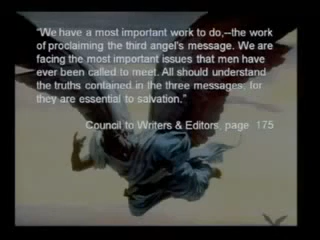 "We have a most important work to do,--the work
of proclaiming the third angel's message. We are
facing the most important issues that men have
ever been called to meet. All should understand
the truths contained in the three messages, for
they are essential to salvation."
Council to Writers & Editors, page 175